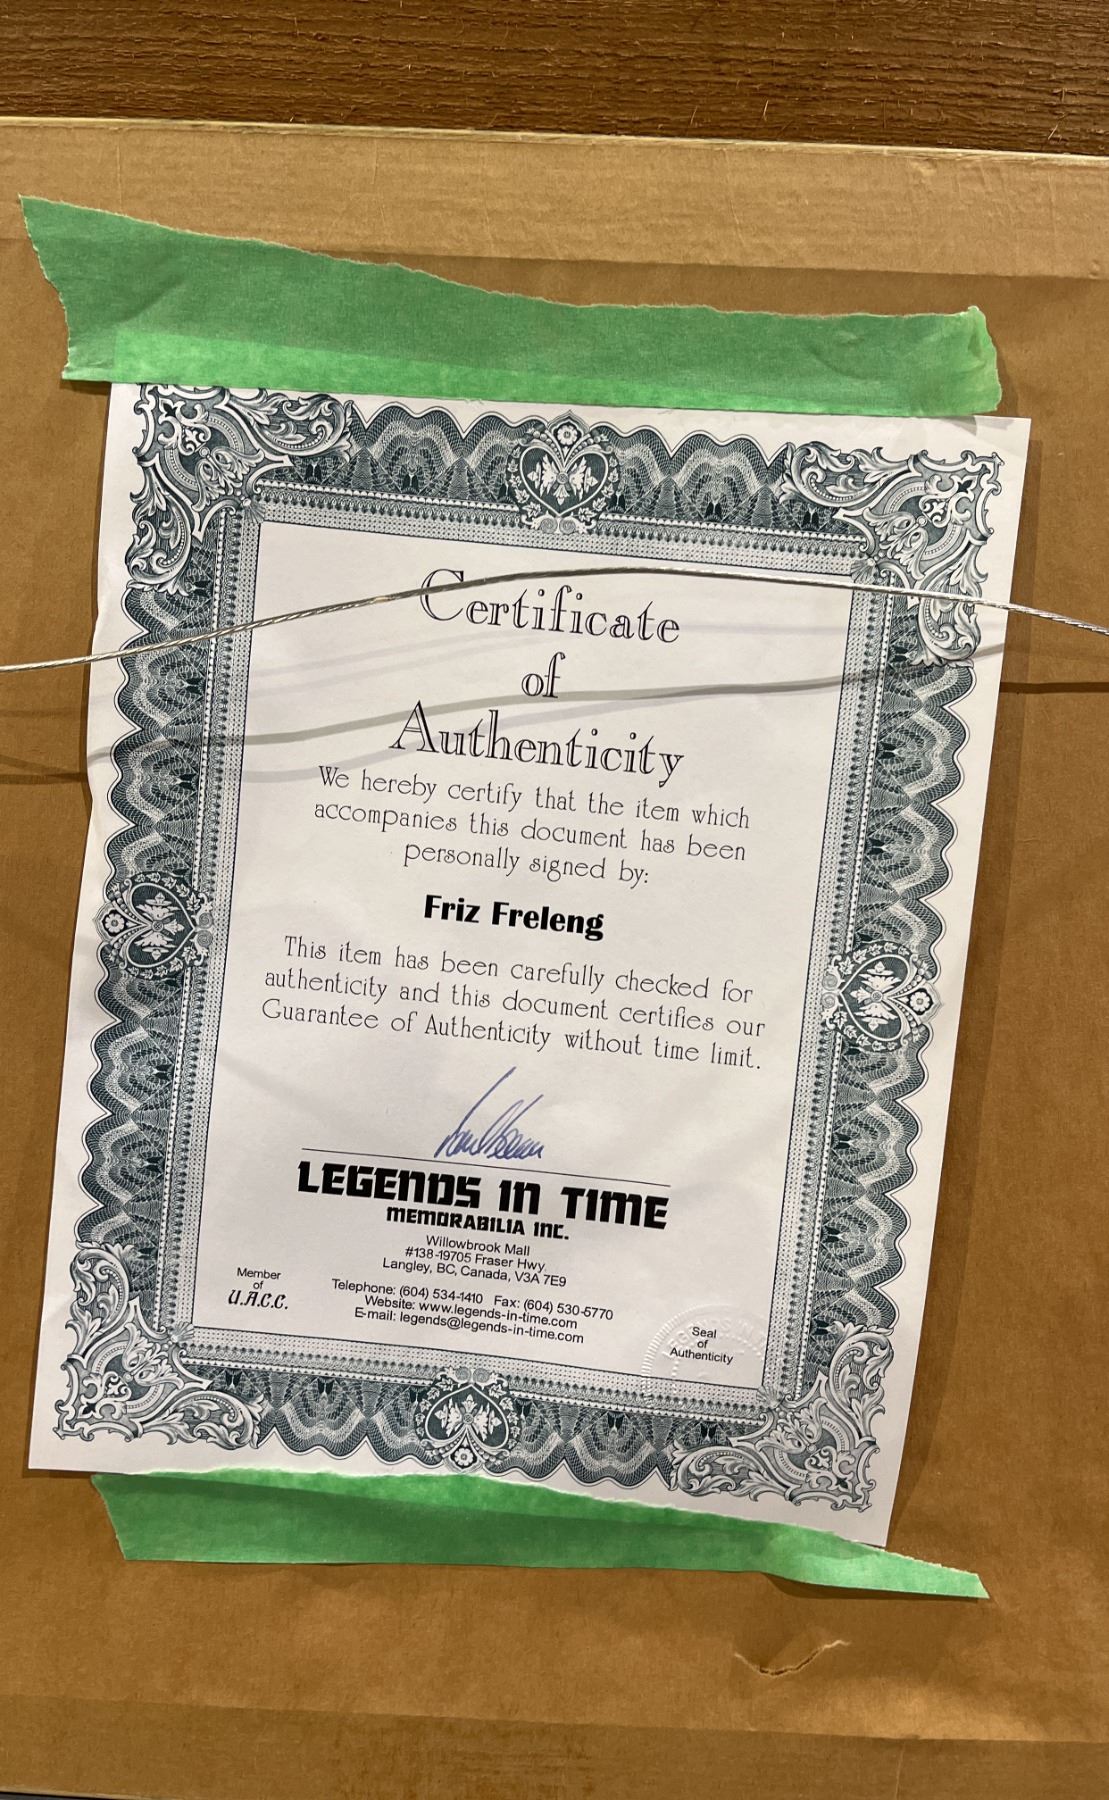 Certificate
of
Authenticity
We hereby certify that the item which
accompanies this document has been
personally signed by:
Friz Freleng
This item has been carefully checked for
authenticity and this document certifies our
Guarantee of Authenticity without time limit.
LEGENDS IN TIME
MEMORABILIA INC.
Willowbrook Mall
#138-19705 Fraser Hwy.
Langley, BC, Canada, V3A 7E9
Telephone: (604) 534-1410 Fax: (604) 530-6770
Website: www.legends-in-time.com
E-mail: legends@legends-in-time.com
Member
of
U.A.C.C.
Seal
of
Authenticity